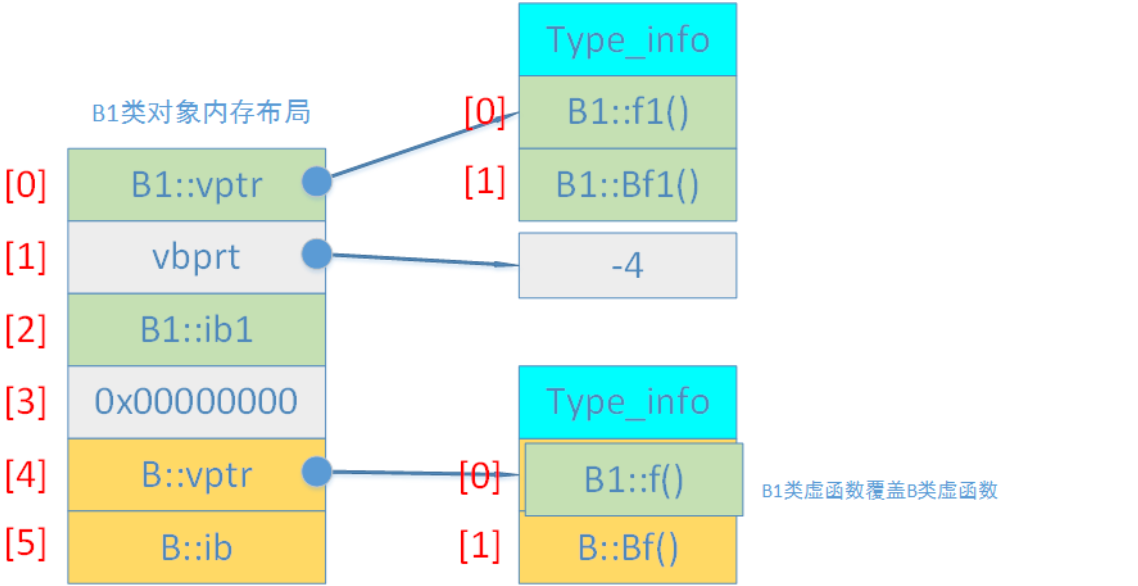 B1类对象内存布局
[0] B1::vptr
[1] vbprt
[2] B1::ib1
[3] 0x00000000
[4] B::vptr
[5] B::ib
Type_info
[0] B1::f1()
[1] B1::Bf1()
-4
Type_info
[0] B1::f()
B1类虚函数覆盖B类虚函数
[1] B::Bf()